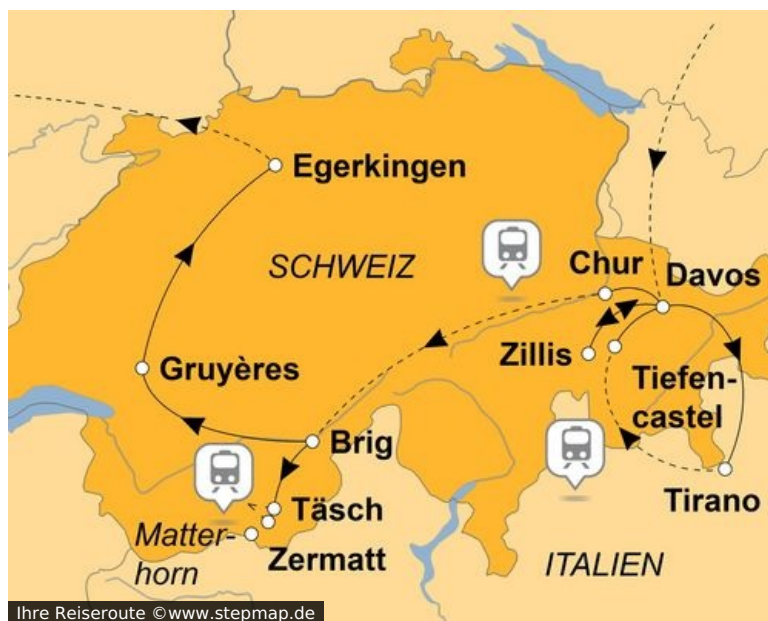 Egerkingen
SCHWEIZ
Chur
Davos
Zillis
Gruyères
Tiefen-
castel
Brig
Tirano
Täsch
Matter-
horn
Zermatt
ITALIEN
Ihre Reiseroute ©www.stepmap.de